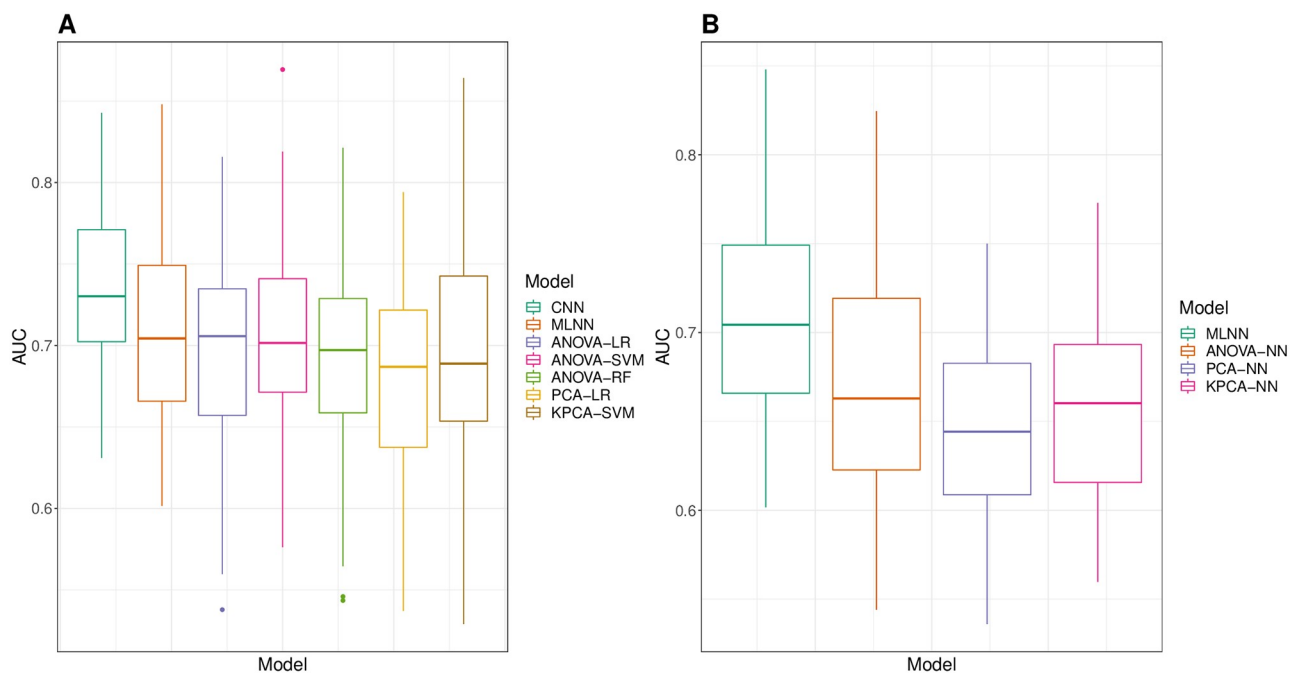 A
AUC
0.8
0.7
0.6
Model
Model
CNN
MLNN
ANOVA−LR
ANOVA−SVM
ANOVA−RF
PCA−LR
KPCA−SVM
B
AUC
0.8
0.7
0.6
Model
Model
MLNN
ANOVA−NN
PCA−NN
KPCA−NN